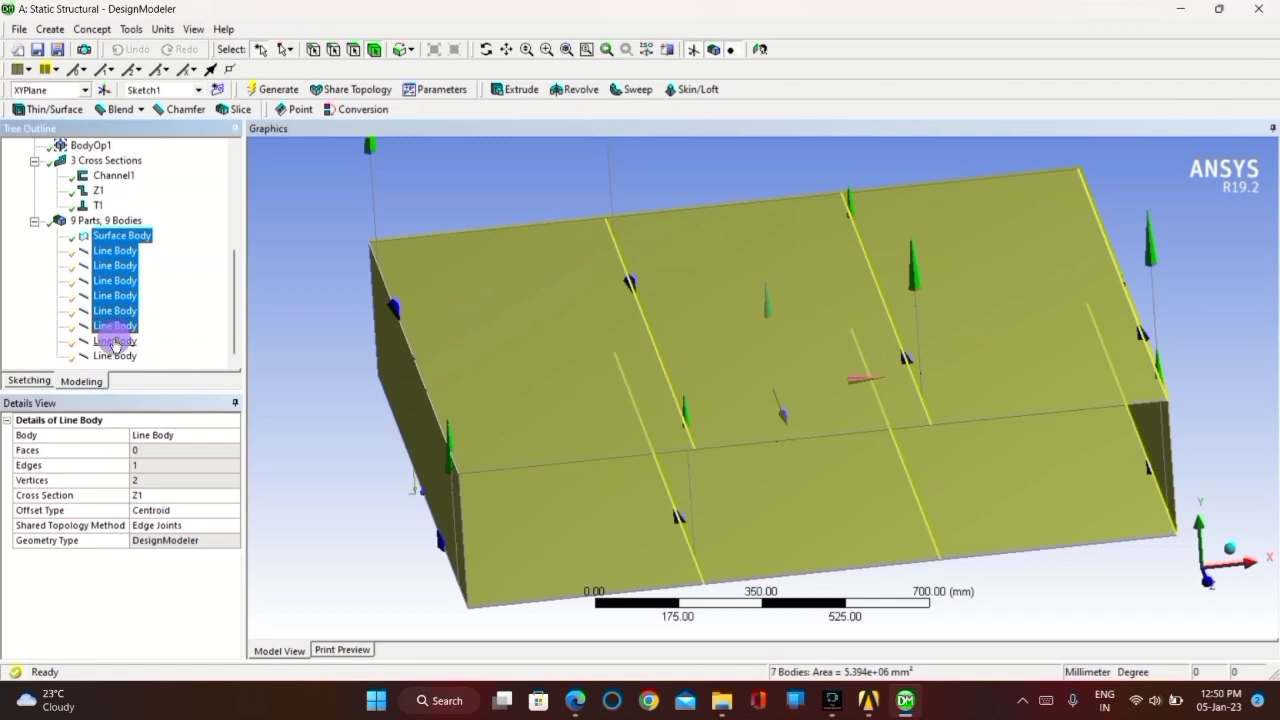 A: Static Structural - DesignModeler
File Create Concept Tools Units View Help
Undo Redo Select:
XYPlane Sketch1 Generate Share Topology Parameters Extrude Revolve Sweep Skin/Loft
Thin/Surface Blend Chamfer Slice Point Conversion
Tree Outline
BodyOp1
3 Cross Sections
Channel1
Z1
T1
9 Parts, 9 Bodies
Surface Body
Line Body
Line Body
Line Body
Line Body
Line Body
Line Body
Line Body
Line Body
Sketching Modeling
Details View
Details of Line Body
Body Line Body
Faces 0
Edges 1
Vertices 2
Cross Section Z1
Offset Type Centroid
Shared Topology Method Edge Joints
Geometry Type DesignModeler
Graphics
ANSYS
R19.2
Y
X
Z
0.00 350.00 700.00 (mm)
175.00 525.00
Model View Print Preview
Ready 7 Bodies: Area = 5.394e+06 mm² Millimeter Degree 0 0
23°C
Cloudy
Search
DM
ENG
IN
12:50 PM
05-Jan-23
2